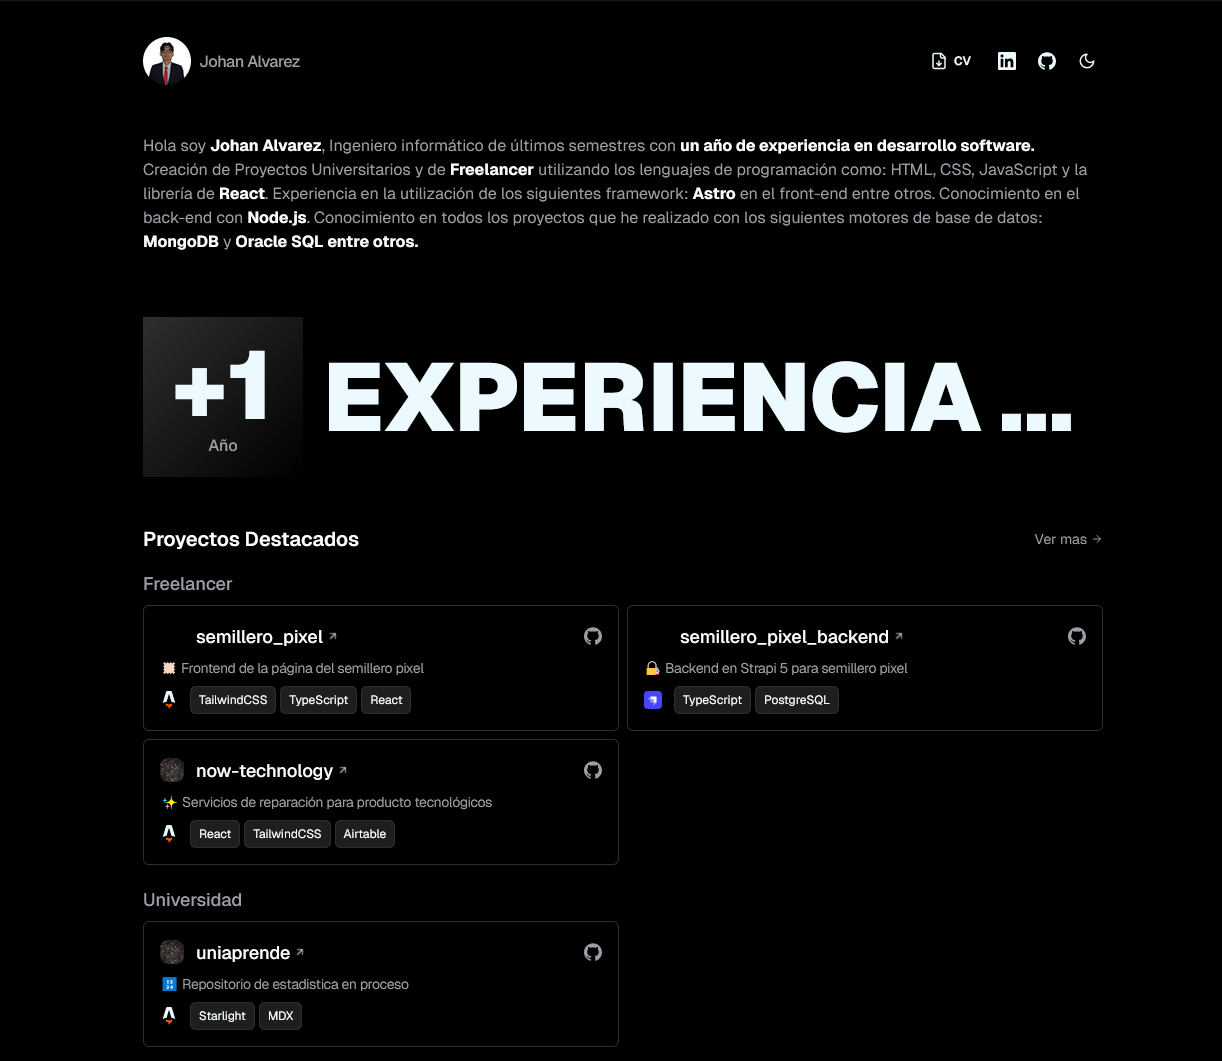 Johan Alvarez
CV
Hola soy Johan Alvarez, Ingeniero informático de últimos semestres con un año de experiencia en desarrollo software.
Creación de Proyectos Universitarios y de Freelancer utilizando los lenguajes de programación como: HTML, CSS, JavaScript y la
librería de React. Experiencia en la utilización de los siguientes framework: Astro en el front-end entre otros. Conocimiento en el
back-end con Node.js. Conocimiento en todos los proyectos que he realizado con los siguientes motores de base de datos:
MongoDB y Oracle SQL entre otros.
+1
Año
EXPERIENCIA ...
Proyectos Destacados
Ver mas →
Freelancer
semillero_pixel
Frontend de la página del semillero pixel
TailwindCSS TypeScript React
semillero_pixel_backend
Backend en Strapi 5 para semillero pixel
TypeScript PostgreSQL
now-technology
✨ Servicios de reparación para producto tecnológicos
React TailwindCSS Airtable
Universidad
uniaprende
🔢 Repositorio de estadistica en proceso
Starlight MDX